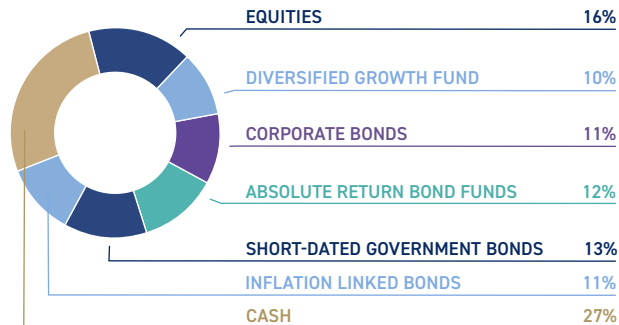 EQUITIES 16%
DIVERSIFIED GROWTH FUND 10%
CORPORATE BONDS 11%
ABSOLUTE RETURN BOND FUNDS 12%
SHORT-DATED GOVERNMENT BONDS 13%
INFLATION LINKED BONDS 11%
CASH 27%